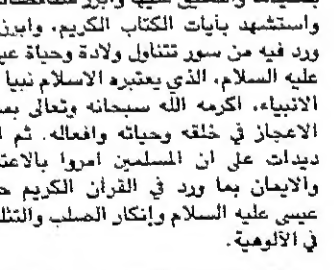 واستشهد بآيات الكتاب الكريم، وابرز
ورد فيه من سور تتناول ولادة وحياة
عليه السلام، الذي يعتبره الاسلام نبيا
الانبياء، اكرمه الله سبحانه وتعالى
الاعجاز في خلقه وحياته وافعاله. ثم
ديدات على ان المسلمين امروا
والايمان بما ورد في القرآن الكريم
عيسى عليه السلام وإنكار الصلب
في الألوهية.